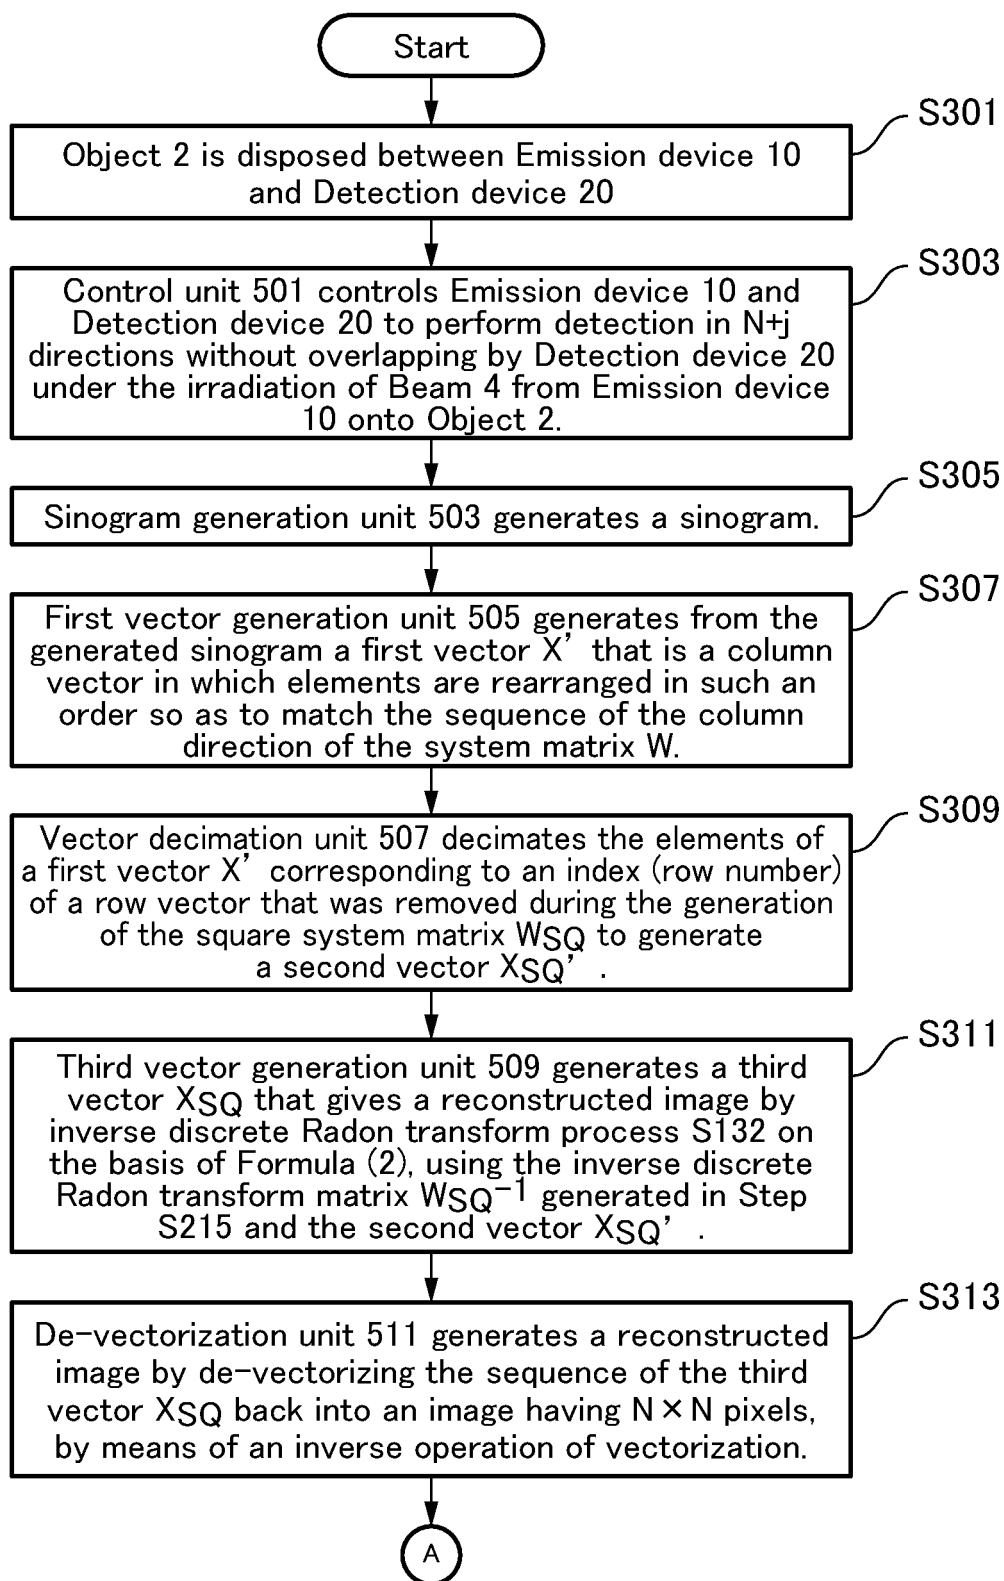 Start
S301
Object 2 is disposed between Emission device 10
and Detection device 20
S303
Control unit 501 controls Emission device 10 and
Detection device 20 to perform detection in N+j
directions without overlapping by Detection device 20
under the irradiation of Beam 4 from Emission device
10 onto Object 2.
S305
Sinogram generation unit 503 generates a sinogram.
S307
First vector generation unit 505 generates from the
generated sinogram a first vector X’ that is a column
vector in which elements are rearranged in such an
order so as to match the sequence of the column
direction of the system matrix W.
S309
Vector decimation unit 507 decimates the elements of
a first vector X’ corresponding to an index (row number)
of a row vector that was removed during the generation
of the square system matrix WSQ to generate
a second vector XSQ’ .
S311
Third vector generation unit 509 generates a third
vector XSQ that gives a reconstructed image by
inverse discrete Radon transform process S132 on
the basis of Formula (2), using the inverse discrete
Radon transform matrix WSQ−1 generated in Step
S215 and the second vector XSQ’ .
S313
De-vectorization unit 511 generates a reconstructed
image by de-vectorizing the sequence of the third
vector XSQ back into an image having N×N pixels,
by means of an inverse operation of vectorization.
A